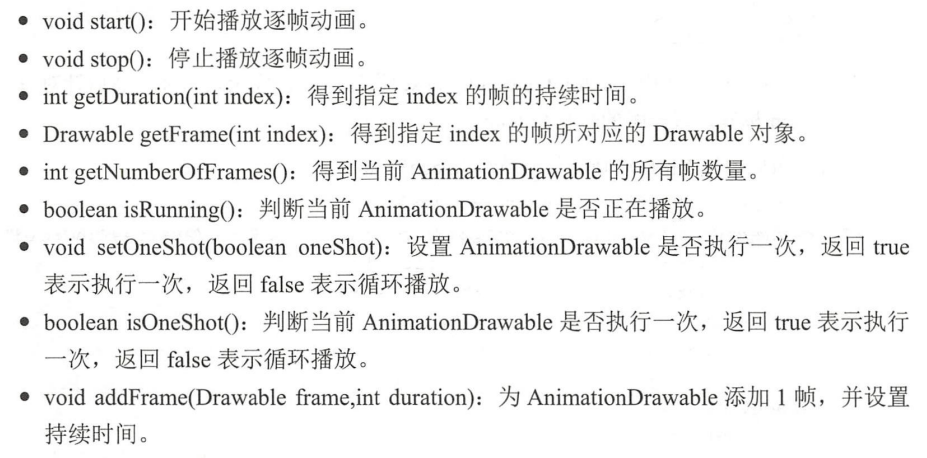 ● void start()：开始播放逐帧动画。
● void stop()：停止播放逐帧动画。
● int getDuration(int index)：得到指定 index 的帧的持续时间。
● Drawable getFrame(int index)：得到指定 index 的帧所对应的 Drawable 对象。
● int getNumberOfFrames()：得到当前 AnimationDrawable 的所有帧数量。
● boolean isRunning()：判断当前 AnimationDrawable 是否正在播放。
● void setOneShot(boolean oneShot)：设置 AnimationDrawable 是否执行一次，返回 true
表示执行一次，返回 false 表示循环播放。
● boolean isOneShot()：判断当前 AnimationDrawable 是否执行一次，返回 true 表示执行
一次，返回 false 表示循环播放。
● void addFrame(Drawable frame,int duration)：为 AnimationDrawable 添加 1 帧，并设置
持续时间。